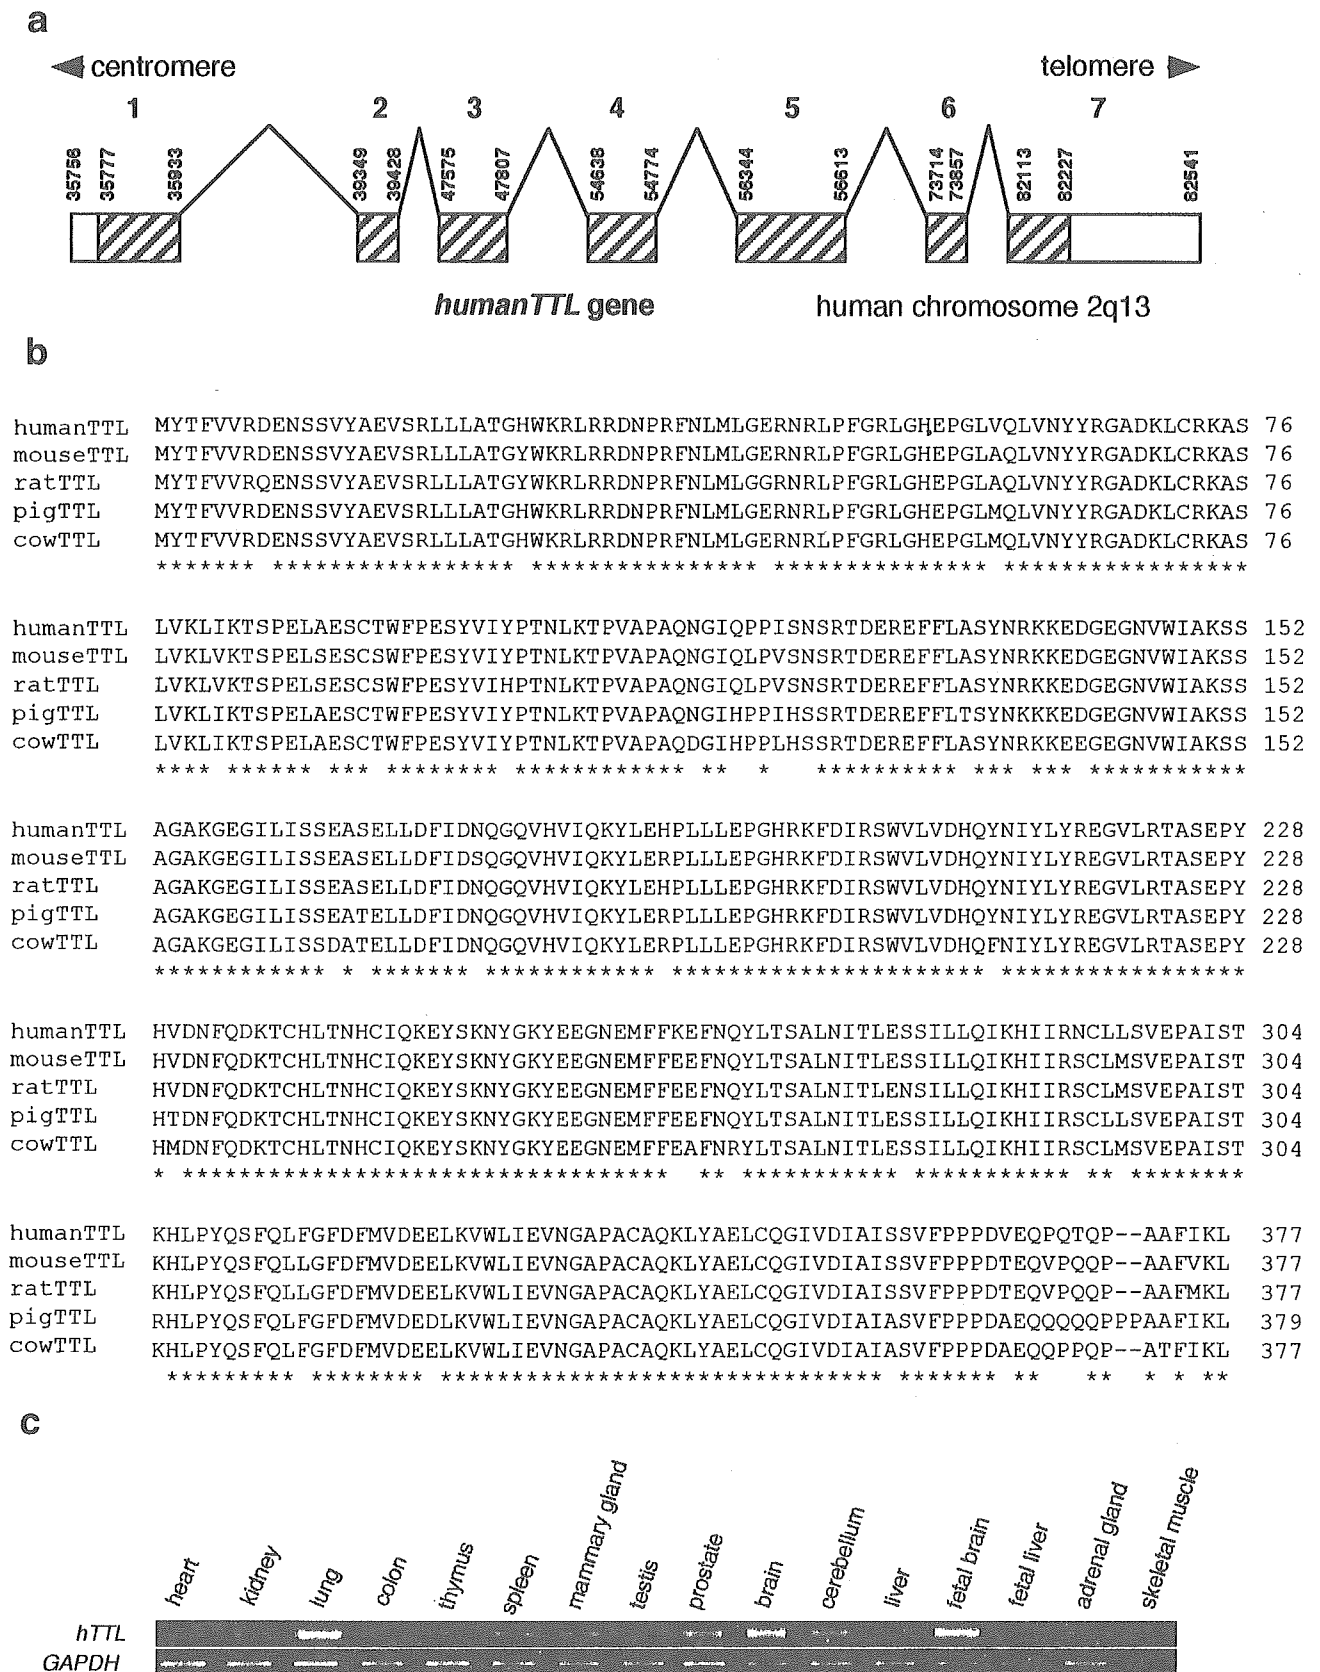 a
centromere telomere
1 2 3 4 5 6 7
35756 35777 35933 39349 39428 47575 47807 54638 54774 56344 56613 73714 73857 82113 82227 82541
humanTTL gene human chromosome 2q13
b
humanTTL MYTFVVRDENSSVYAEVSRLLLATGHWKRLRRDNPRFNLMLGERNRLPFGRLGHEPGLVQLVNYYRGADKLCRKAS 76
mouseTTL MYTFVVRDENSSVYAEVSRLLLATGYWKRLRRDNPRFNLMLGERNRLPFGRLGHEPGLAQLVNYYRGADKLCRKAS 76
ratTTL MYTFVVRQENSSVYAEVSRLLLATGYWKRLRRDNPRFNLMLGGRNRLPFGRLGHEPGLAQLVNYYRGADKLCRKAS 76
pigTTL MYTFVVRDENSSVYAEVSRLLLATGHWKRLRRDNPRFNLMLGERNRLPFGRLGHEPGLMQLVNYYRGADKLCRKAS 76
cowTTL MYTFVVRDENSSVYAEVSRLLLATGHWKRLRRDNPRFNLMLGERNRLPFGRLGHEPGLMQLVNYYRGADKLCRKAS 76
******* ***************** **************** *************** *****************
humanTTL LVKLIKTSPELAESCTWFPESYVIYPTNLKTPVAPAQNGIQPPISNSRTDEREFFLASYNRKKEDGEGNVWIAKSS 152
mouseTTL LVKLVKTSPELSESCSWFPESYVIYPTNLKTPVAPAQNGIQLPVSNSRTDEREFFLASYNRKKEDGEGNVWIAKSS 152
ratTTL LVKLVKTSPELSESCSWFPESYVIHPTNLKTPVAPAQNGIQLPVSNSRTDEREFFLASYNRKKEDGEGNVWIAKSS 152
pigTTL LVKLIKTSPELAESCTWFPESYVIYPTNLKTPVAPAQNGIHPPIHSSRTDEREFFLTSYNKKKEDGEGNVWIAKSS 152
cowTTL LVKLIKTSPELAESCTWFPESYVIYPTNLKTPVAPAQDGIHPPLHSSRTDEREFFLASYNRKKEEGEGNVWIAKSS 152
**** ****** *** ******** ************ ** * ********** *** *** ***********
humanTTL AGAKGEGILISSEASELLDFIDNQGQVHVIQKYLEHPLLLEPGHRKFDIRSWVLVDHQYNIYLYREGVLRTASEPY 228
mouseTTL AGAKGEGILISSEASELLDFIDSQGQVHVIQKYLERPLLLEPGHRKFDIRSWVLVDHQYNIYLYREGVLRTASEPY 228
ratTTL AGAKGEGILISSEASELLDFIDNQGQVHVIQKYLEHPLLLEPGHRKFDIRSWVLVDHQYNIYLYREGVLRTASEPY 228
pigTTL AGAKGEGILISSEATELLDFIDNQGQVHVIQKYLERPLLLEPGHRKFDIRSWVLVDHQYNIYLYREGVLRTASEPY 228
cowTTL AGAKGEGILISSDATELLDFIDNQGQVHVIQKYLERPLLLEPGHRKFDIRSWVLVDHQFNIYLYREGVLRTASEPY 228
************ * ******* ************ ********************** *****************
humanTTL HVDNFQDKTCHLTNHCIQKEYSKNYGKYEEGNEMFFKEFNQYLTSALNITLESSILLQIKHIIRNCLLSVEPAIST 304
mouseTTL HVDNFQDKTCHLTNHCIQKEYSKNYGKYEEGNEMFFEEFNQYLTSALNITLESSILLQIKHIIRSCLMSVEPAIST 304
ratTTL HVDNFQDKTCHLTNHCIQKEYSKNYGKYEEGNEMFFEEFNQYLTSALNITLENSILLQIKHIIRSCLMSVEPAIST 304
pigTTL HTDNFQDKTCHLTNHCIQKEYSKNYGKYEEGNEMFFEEFNQYLTSALNITLESSILLQIKHIIRSCLLSVEPAIST 304
cowTTL HMDNFQDKTCHLTNHCIQKEYSKNYGKYEEGNEMFFEAFNRYLTSALNITLESSILLQIKHIIRSCLMSVEPAIST 304
* ********************************** ** *********** *********** ** ********
humanTTL KHLPYQSFQLFGFDFMVDEELKVWLIEVNGAPACAQKLYAELCQGIVDIAISSVFPPPDVEQPQTQP--AAFIKL 377
mouseTTL KHLPYQSFQLLGFDFMVDEELKVWLIEVNGAPACAQKLYAELCQGIVDIAISSVFPPPDTEQVPQQP--AAFVKL 377
ratTTL KHLPYQSFQLLGFDFMVDEELKVWLIEVNGAPACAQKLYAELCQGIVDIAISSVFPPPDTEQVPQQP--AAFMKL 377
pigTTL RHLPYQSFQLFGFDFMVDEDLKVWLIEVNGAPACAQKLYAELCQGIVDIAIASVFPPPDAEQQQQQPPPAAFIKL 379
cowTTL KHLPYQSFQLFGFDFMVDEELKVWLIEVNGAPACAQKLYAELCQGIVDIAIASVFPPPDAEQQPPQP--ATFIKL 377
********* ******** ******************************* ******* ** ** * * **
c
heart kidney lung colon thymus spleen mammary gland testis prostate brain cerebellum liver fetal brain fetal liver adrenal gland skeletal muscle
hTTL
GAPDH